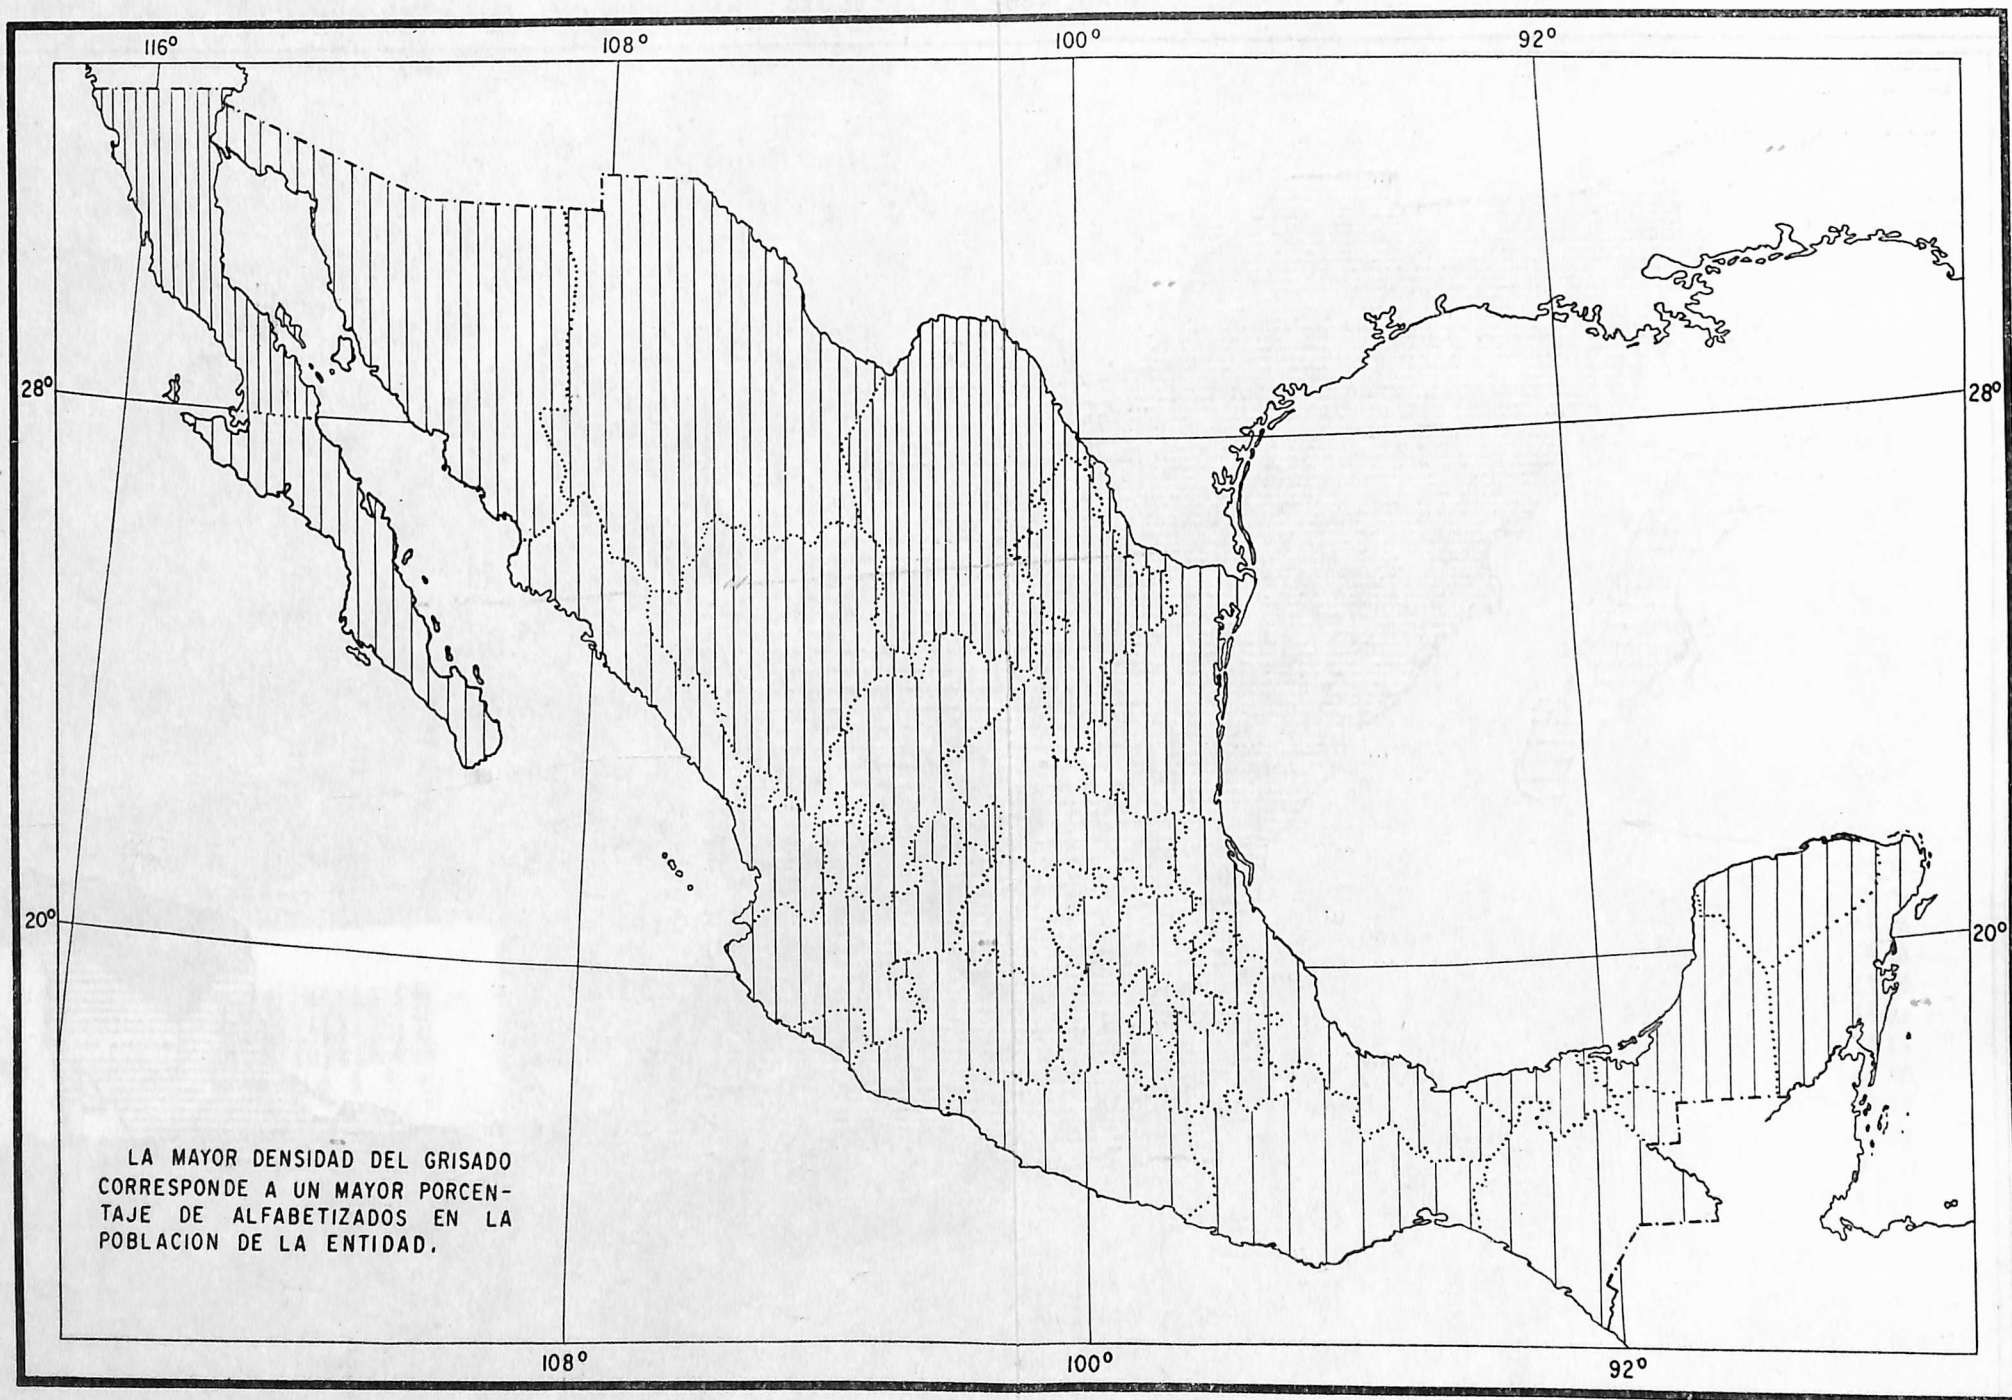 116° 108° 100° 92°
28° 28°
20° 20°
LA MAYOR DENSIDAD DEL GRISADO
CORRESPONDE A UN MAYOR PORCEN-
TAJE DE ALFABETIZADOS EN LA
POBLACION DE LA ENTIDAD.
108° 100° 92°